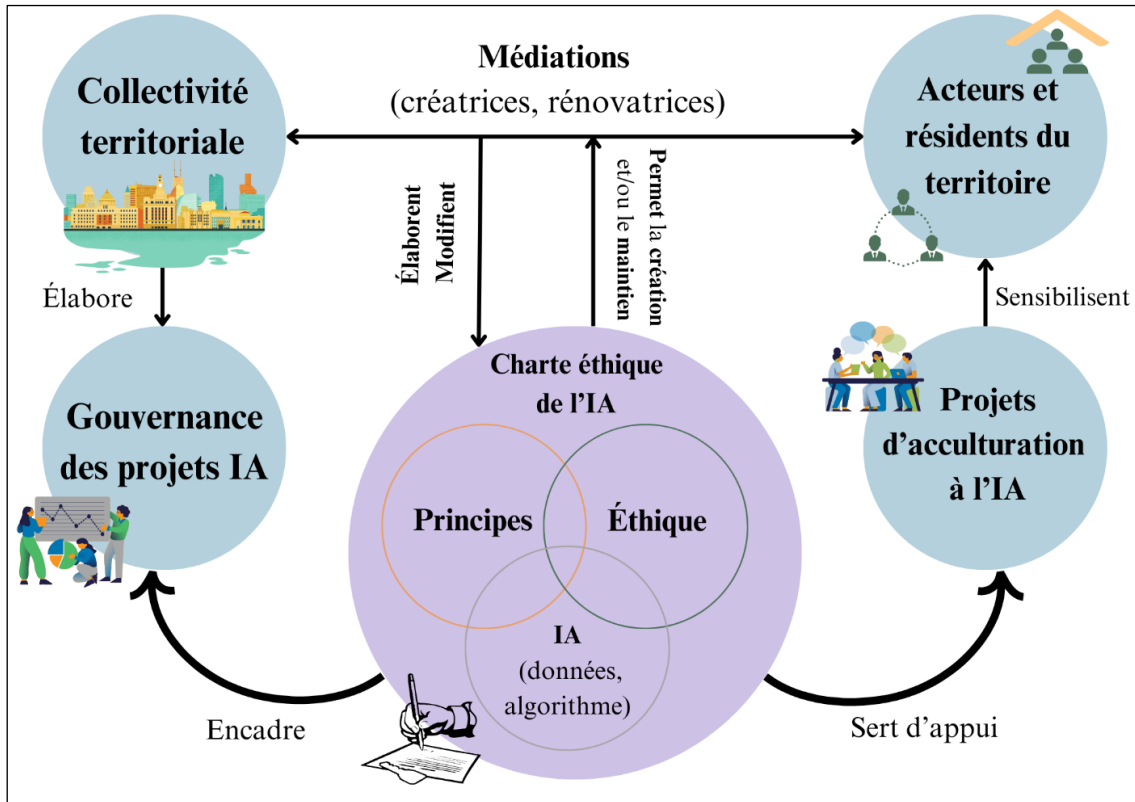 Collectivité
territoriale
Médiations
(créatrices, rénovatrices)
Acteurs et
résidents du
territoire
Élaborent
Modifient
Permet la création
et/ou le maintien
Élabore
Sensibilisent
Gouvernance
des projets IA
Charte éthique
de l’IA
Principes
Éthique
IA
(données,
algorithme)
Projets
d’acculturation
à l’IA
Encadre
Sert d’appui